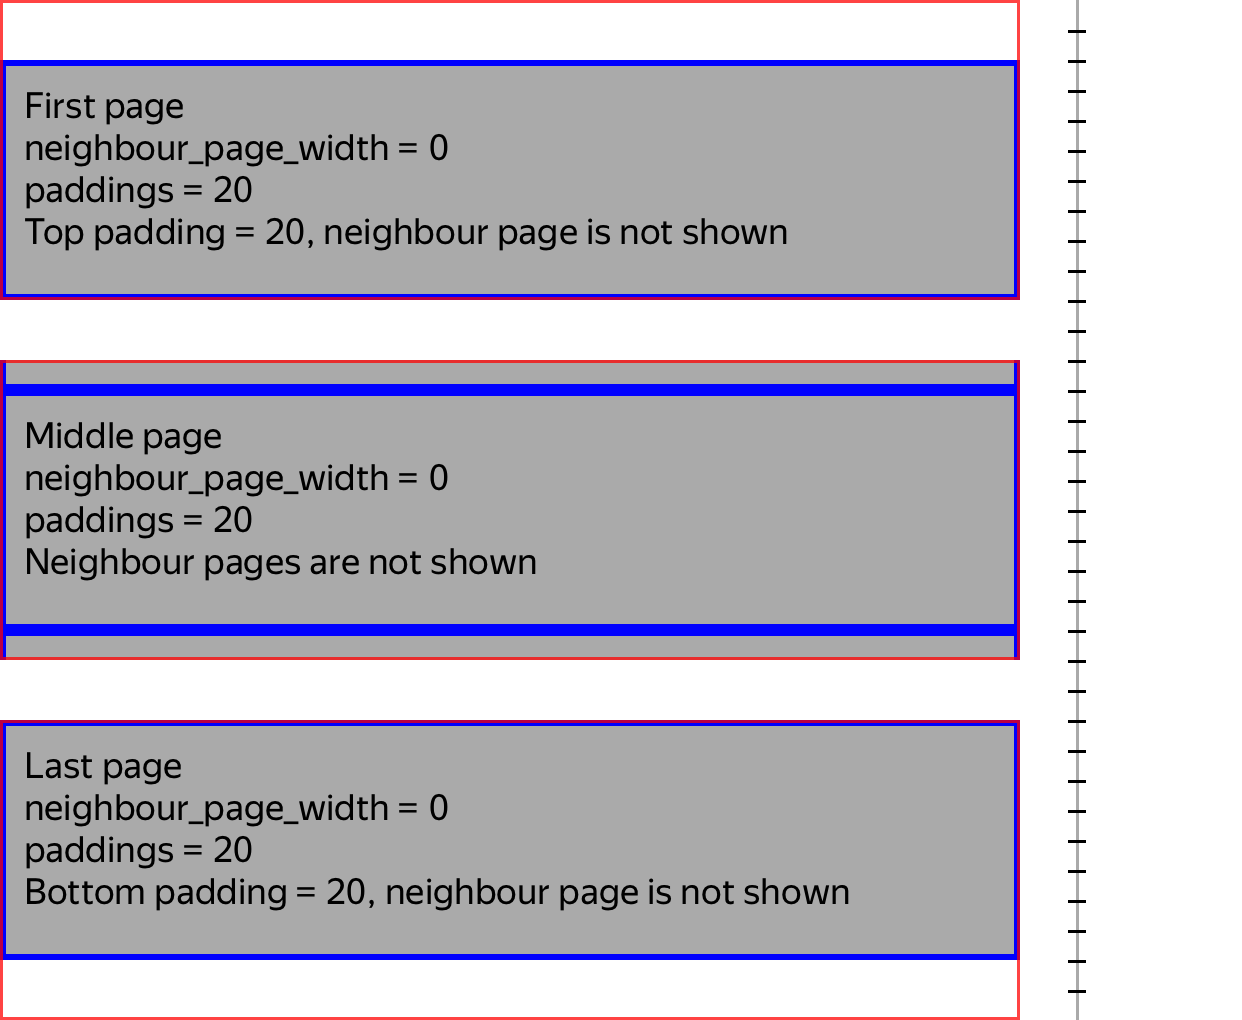 First page
neighbour_page_width = 0
paddings = 20
Top padding = 20, neighbour page is not shown
Middle page
neighbour_page_width = 0
paddings = 20
Neighbour pages are not shown
Last page
neighbour_page_width = 0
paddings = 20
Bottom padding = 20, neighbour page is not shown